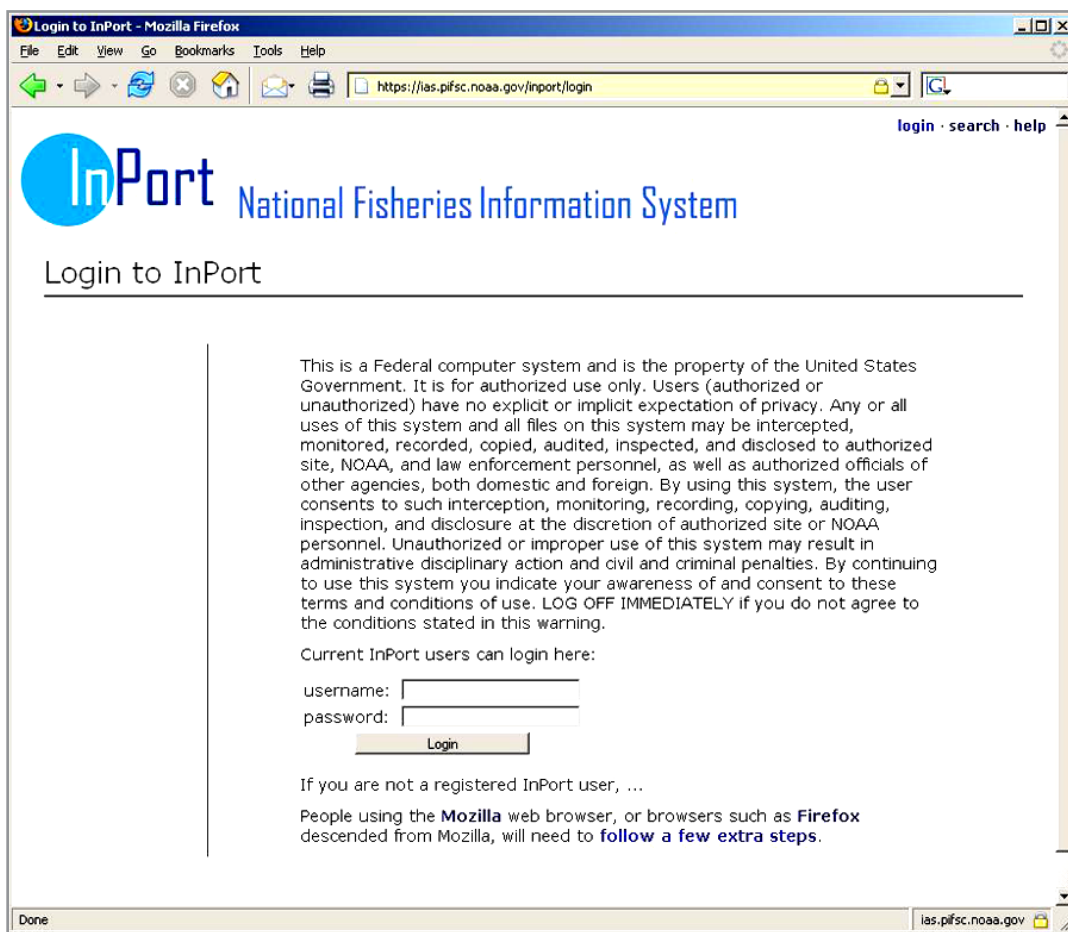 Login to InPort - Mozilla Firefox
File Edit View Go Bookmarks Tools Help
https://ias.pifsc.noaa.gov/inport/login
G
login · search · help
InPort National Fisheries Information System
Login to InPort
This is a Federal computer system and is the property of the United States
Government. It is for authorized use only. Users (authorized or
unauthorized) have no explicit or implicit expectation of privacy. Any or all
uses of this system and all files on this system may be intercepted,
monitored, recorded, copied, audited, inspected, and disclosed to authorized
site, NOAA, and law enforcement personnel, as well as authorized officials of
other agencies, both domestic and foreign. By using this system, the user
consents to such interception, monitoring, recording, copying, auditing,
inspection, and disclosure at the discretion of authorized site or NOAA
personnel. Unauthorized or improper use of this system may result in
administrative disciplinary action and civil and criminal penalties. By continuing
to use this system you indicate your awareness of and consent to these
terms and conditions of use. LOG OFF IMMEDIATELY if you do not agree to
the conditions stated in this warning.
Current InPort users can login here:
username:
password:
Login
If you are not a registered InPort user, ...
People using the Mozilla web browser, or browsers such as Firefox
descended from Mozilla, will need to follow a few extra steps.
Done ias.pifsc.noaa.gov